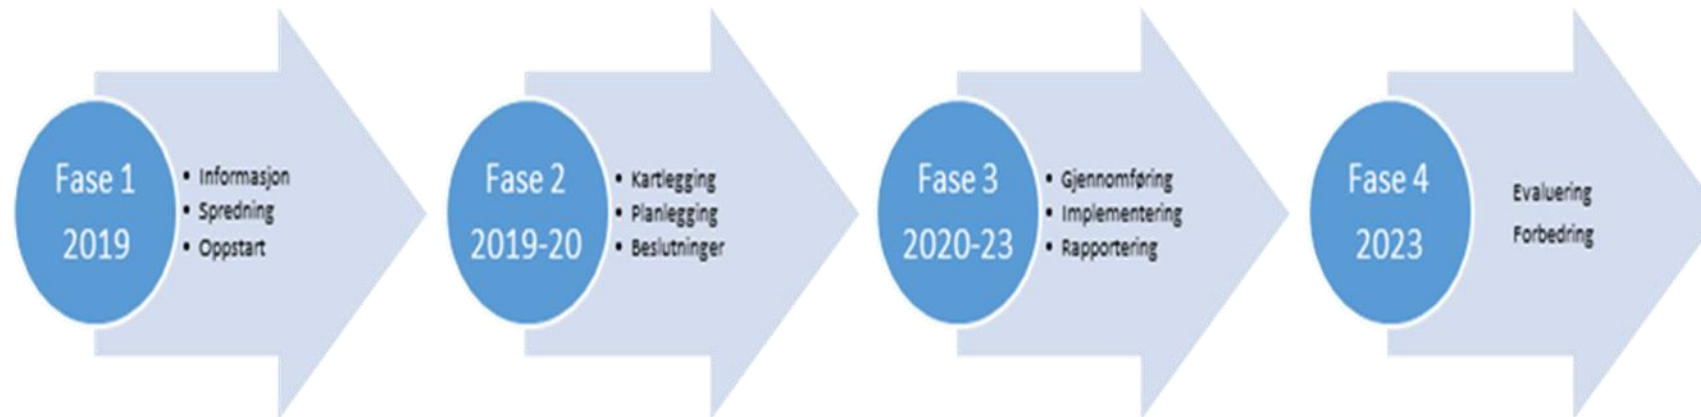 Fase 1
2019
• Informasjon
• Spredning
• Oppstart
Fase 2
2019-20
• Kartlegging
• Planlegging
• Beslutninger
Fase 3
2020-23
• Gjennomføring
• Implementering
• Rapportering
Fase 4
2023
Evaluering
Forbedring